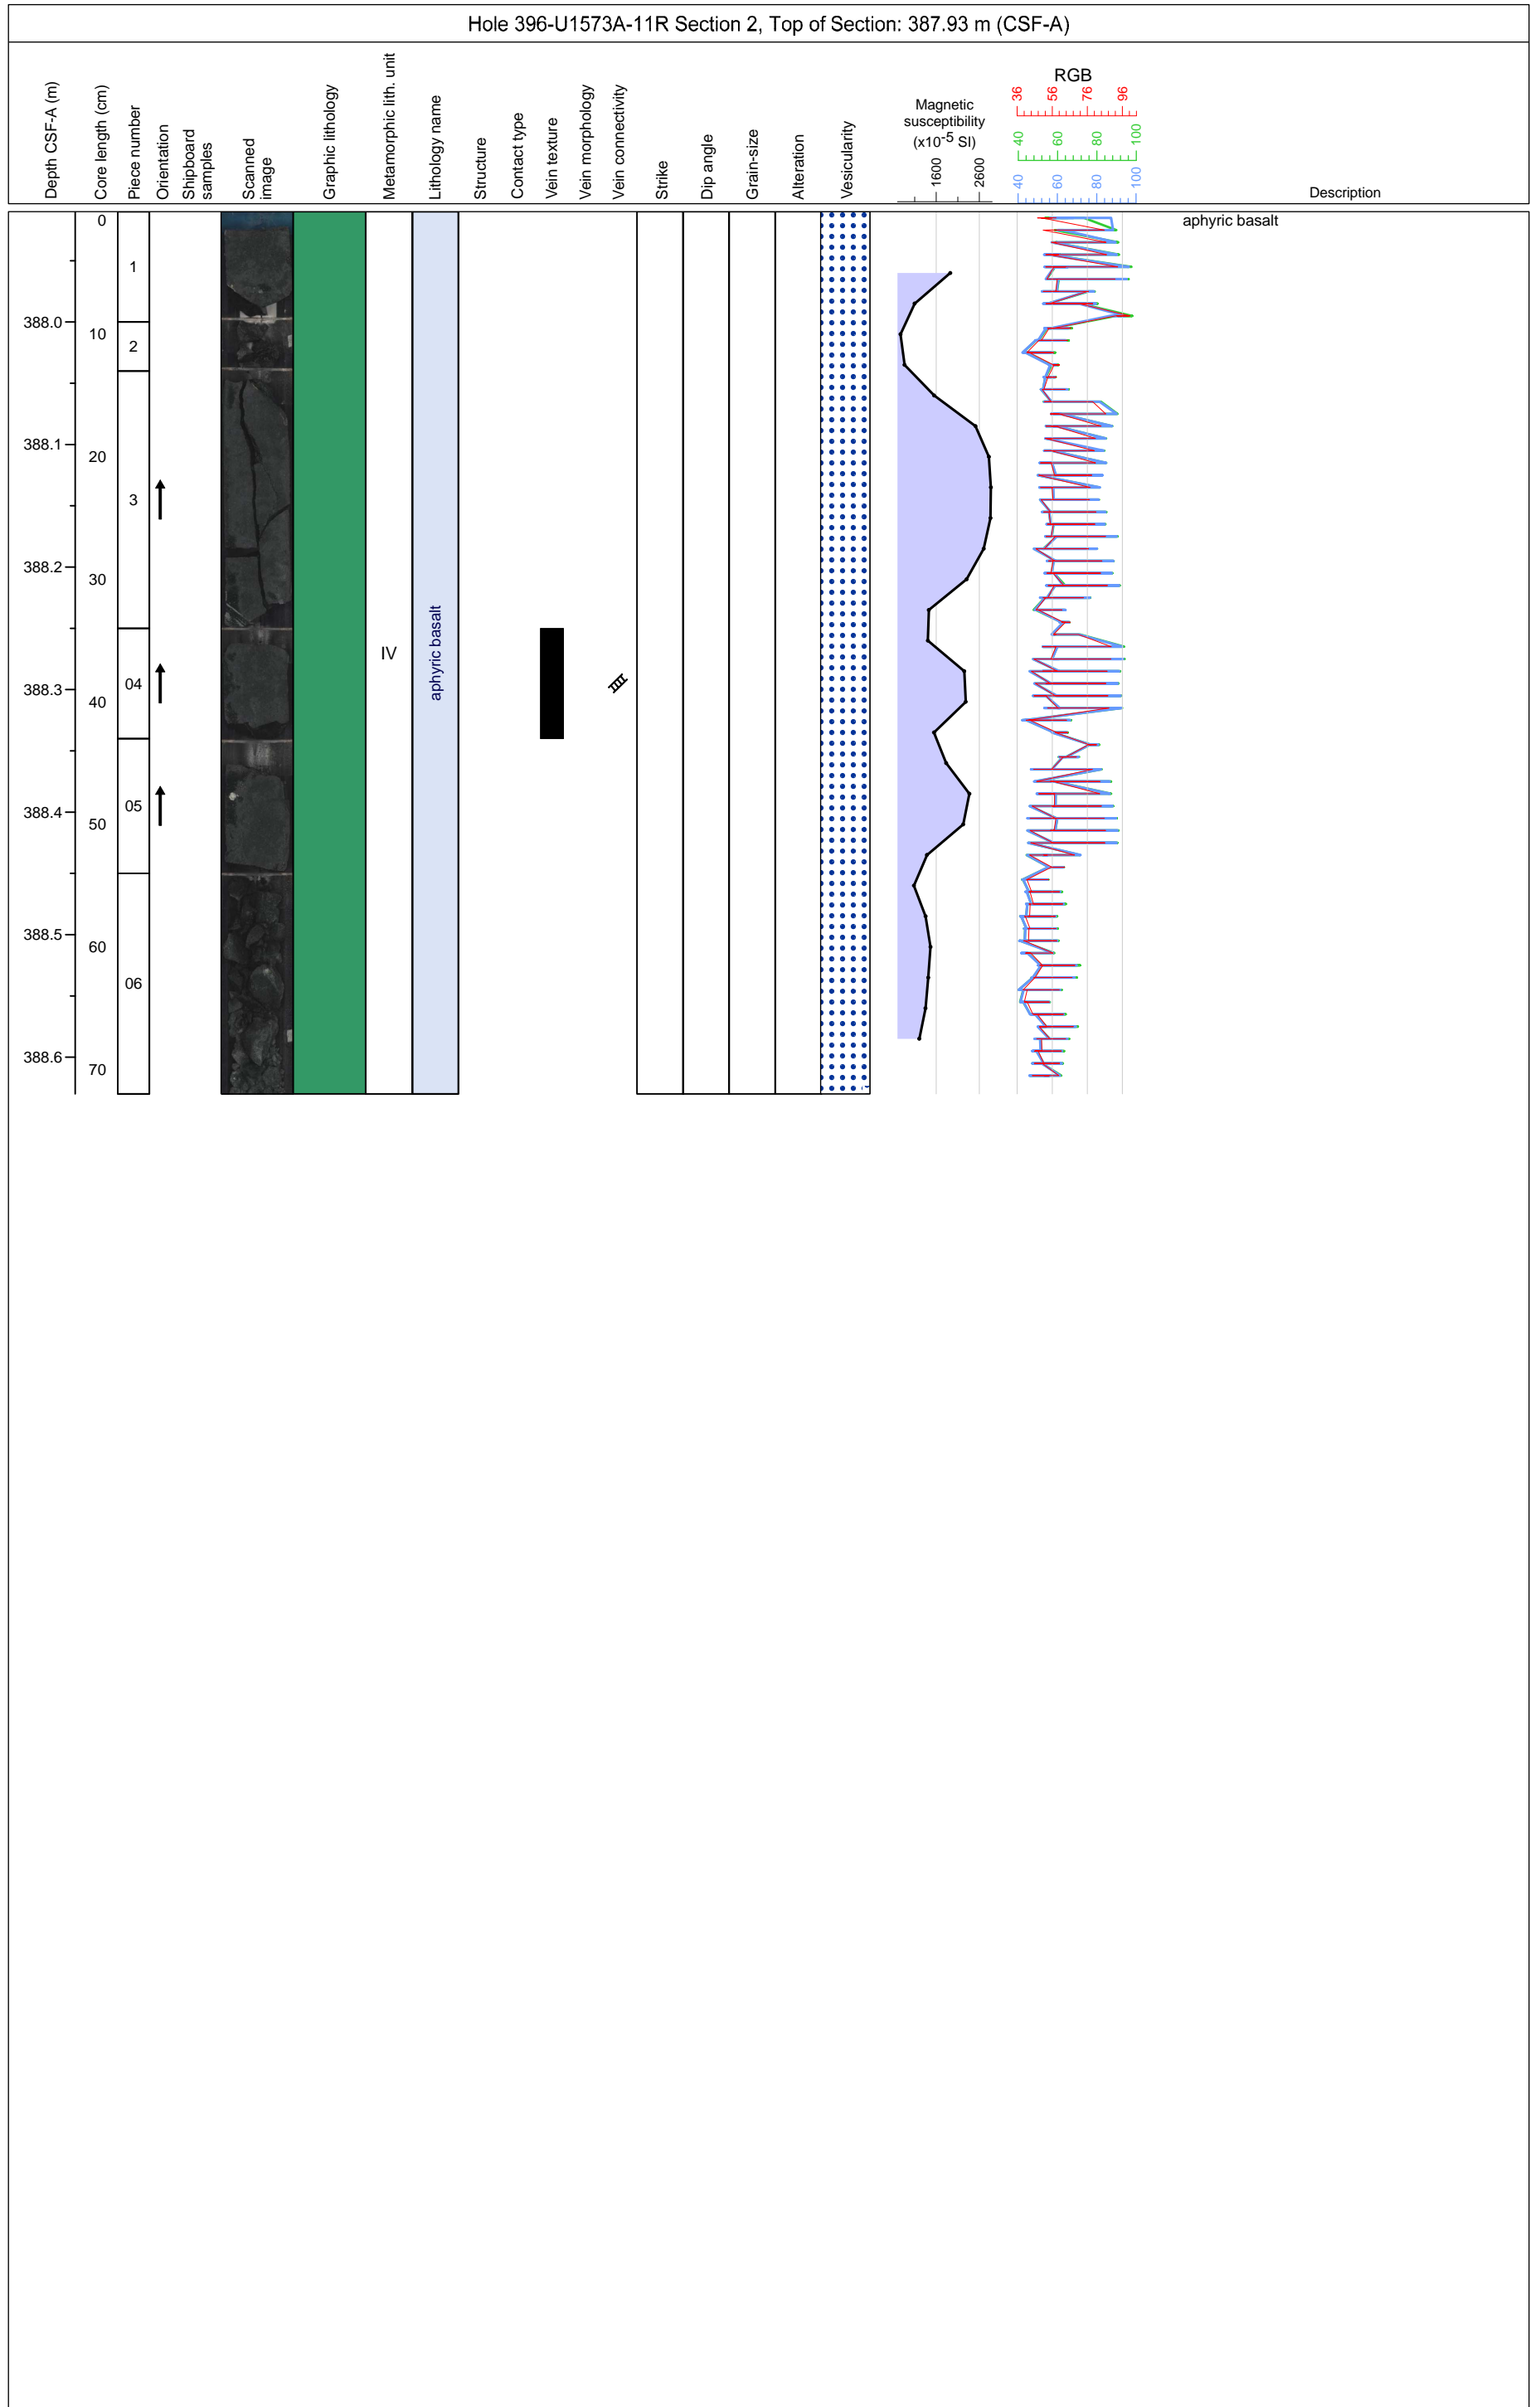 Hole 396-U1573A-11R Section 2, Top of Section: 387.93 m (CSF-A)
Depth CSF-A (m)
Core length (cm)
Piece number
Orientation
Shipboard
samples
Scanned
image
Graphic lithology
Metamorphic lith. unit
Lithology name
Structure
Contact type
Vein texture
Vein morphology
Vein connectivity
Strike
Dip angle
Grain-size
Alteration
Vesicularity
Magnetic
susceptibility
(x10-5 SI)
1600 2600
RGB
36 56 76 96
40 60 80 100
40 60 80 100
Description
0
aphyric basalt
1
388.0
10
2
388.1
20
3
388.2
30
IV
aphyric basalt
04
388.3
40
05
388.4
50
388.5
60
06
388.6
70